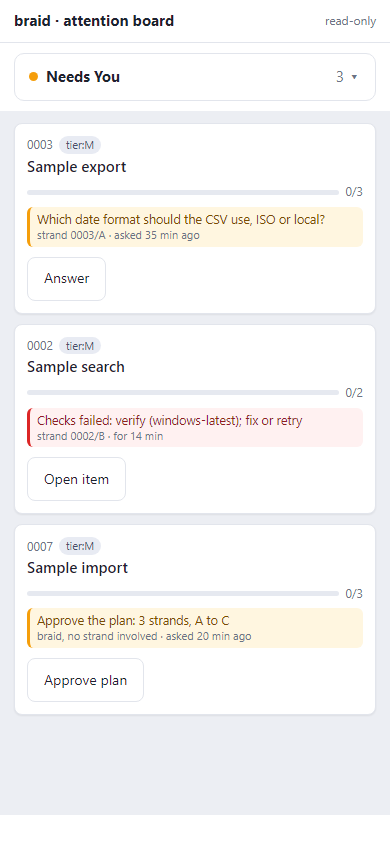 braid · attention board
read-only
Needs You
3
0003 tier:M
Sample export
0/3
Which date format should the CSV use, ISO or local?
strand 0003/A · asked 35 min ago
Answer
0002 tier:M
Sample search
0/2
Checks failed: verify (windows-latest); fix or retry
strand 0002/B · for 14 min
Open item
0007 tier:M
Sample import
0/3
Approve the plan: 3 strands, A to C
braid, no strand involved · asked 20 min ago
Approve plan